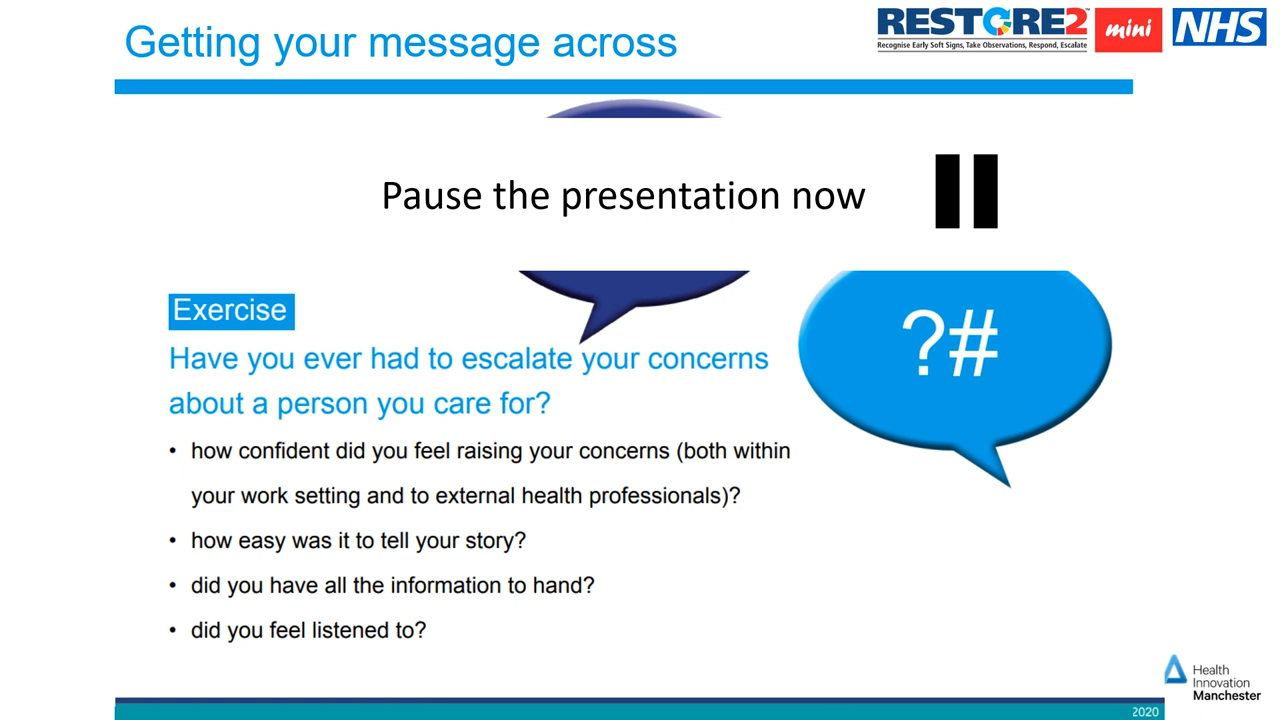 Getting your message across
RESTORE2™ mini NHS
Recognise Early Soft Signs, Take Observations, Respond, Escalate
Pause the presentation now
?#
Exercise
Have you ever had to escalate your concerns
about a person you care for?
• how confident did you feel raising your concerns (both within
your work setting and to external health professionals)?
• how easy was it to tell your story?
• did you have all the information to hand?
• did you feel listened to?
Health
Innovation
Manchester
2020